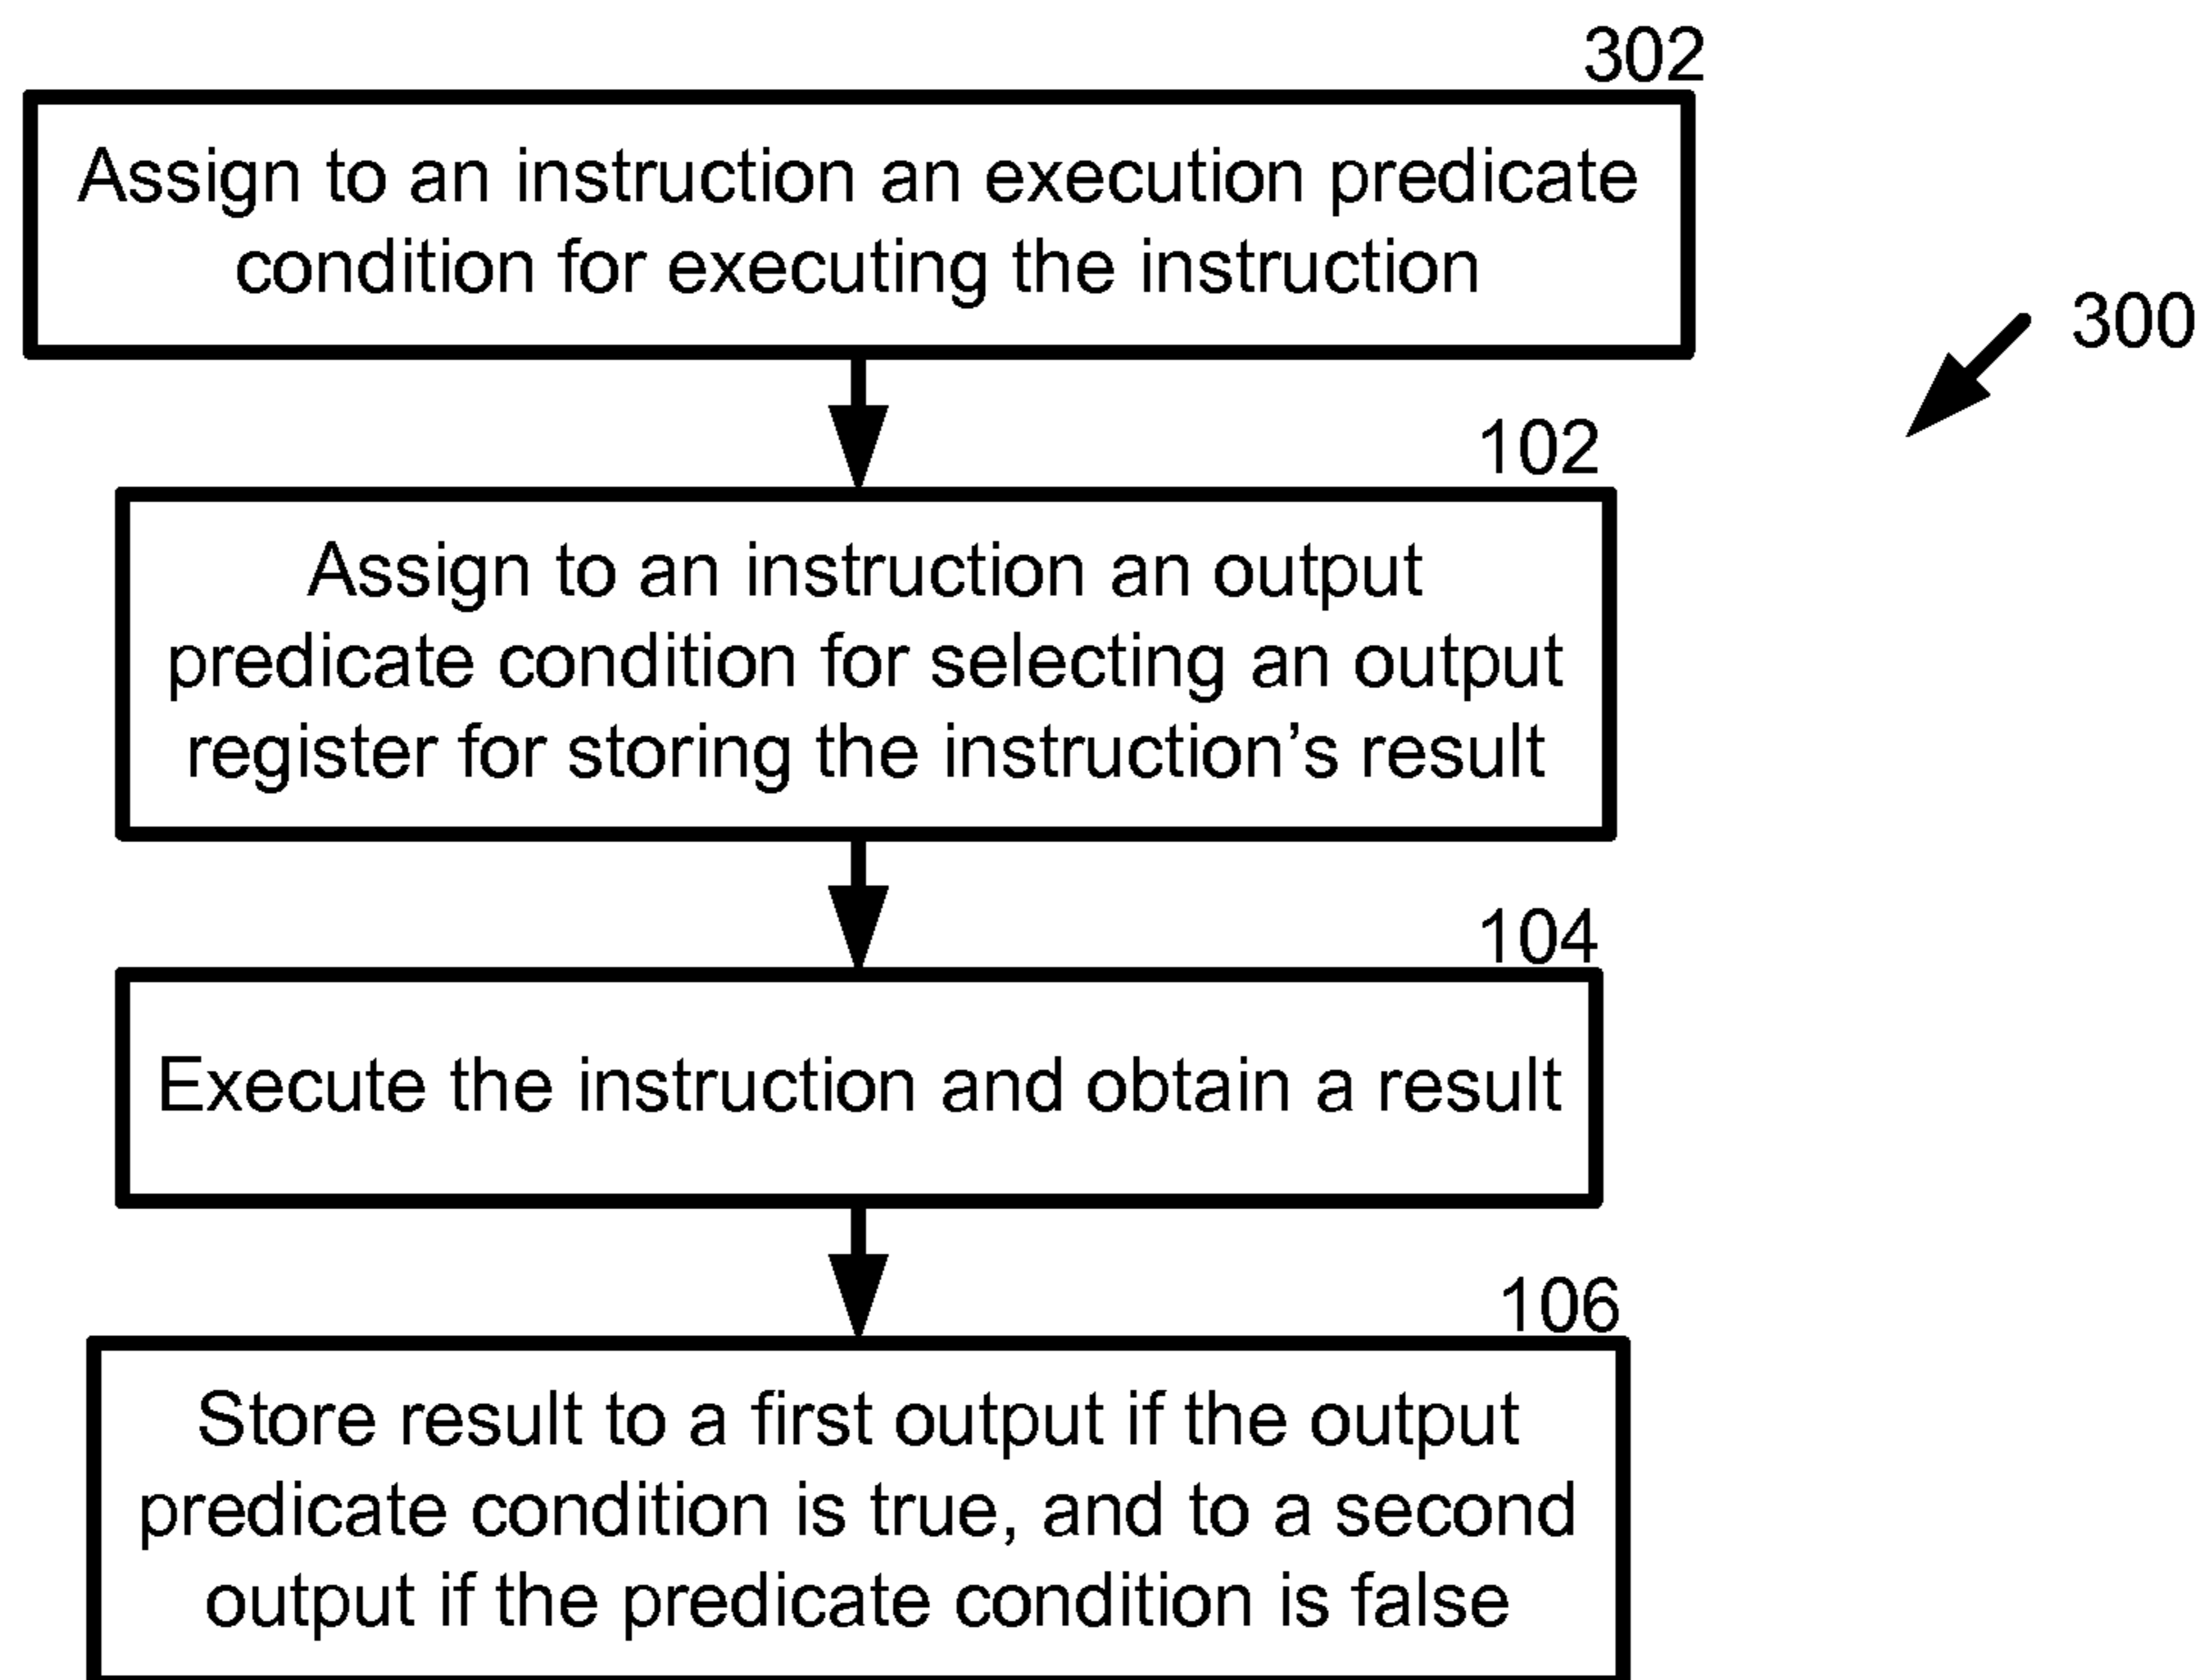 302
Assign to an instruction an execution predicate
condition for executing the instruction
300
102
Assign to an instruction an output
predicate condition for selecting an output
register for storing the instruction’s result
104
Execute the instruction and obtain a result
106
Store result to a first output if the output
predicate condition is true, and to a second
output if the predicate condition is false